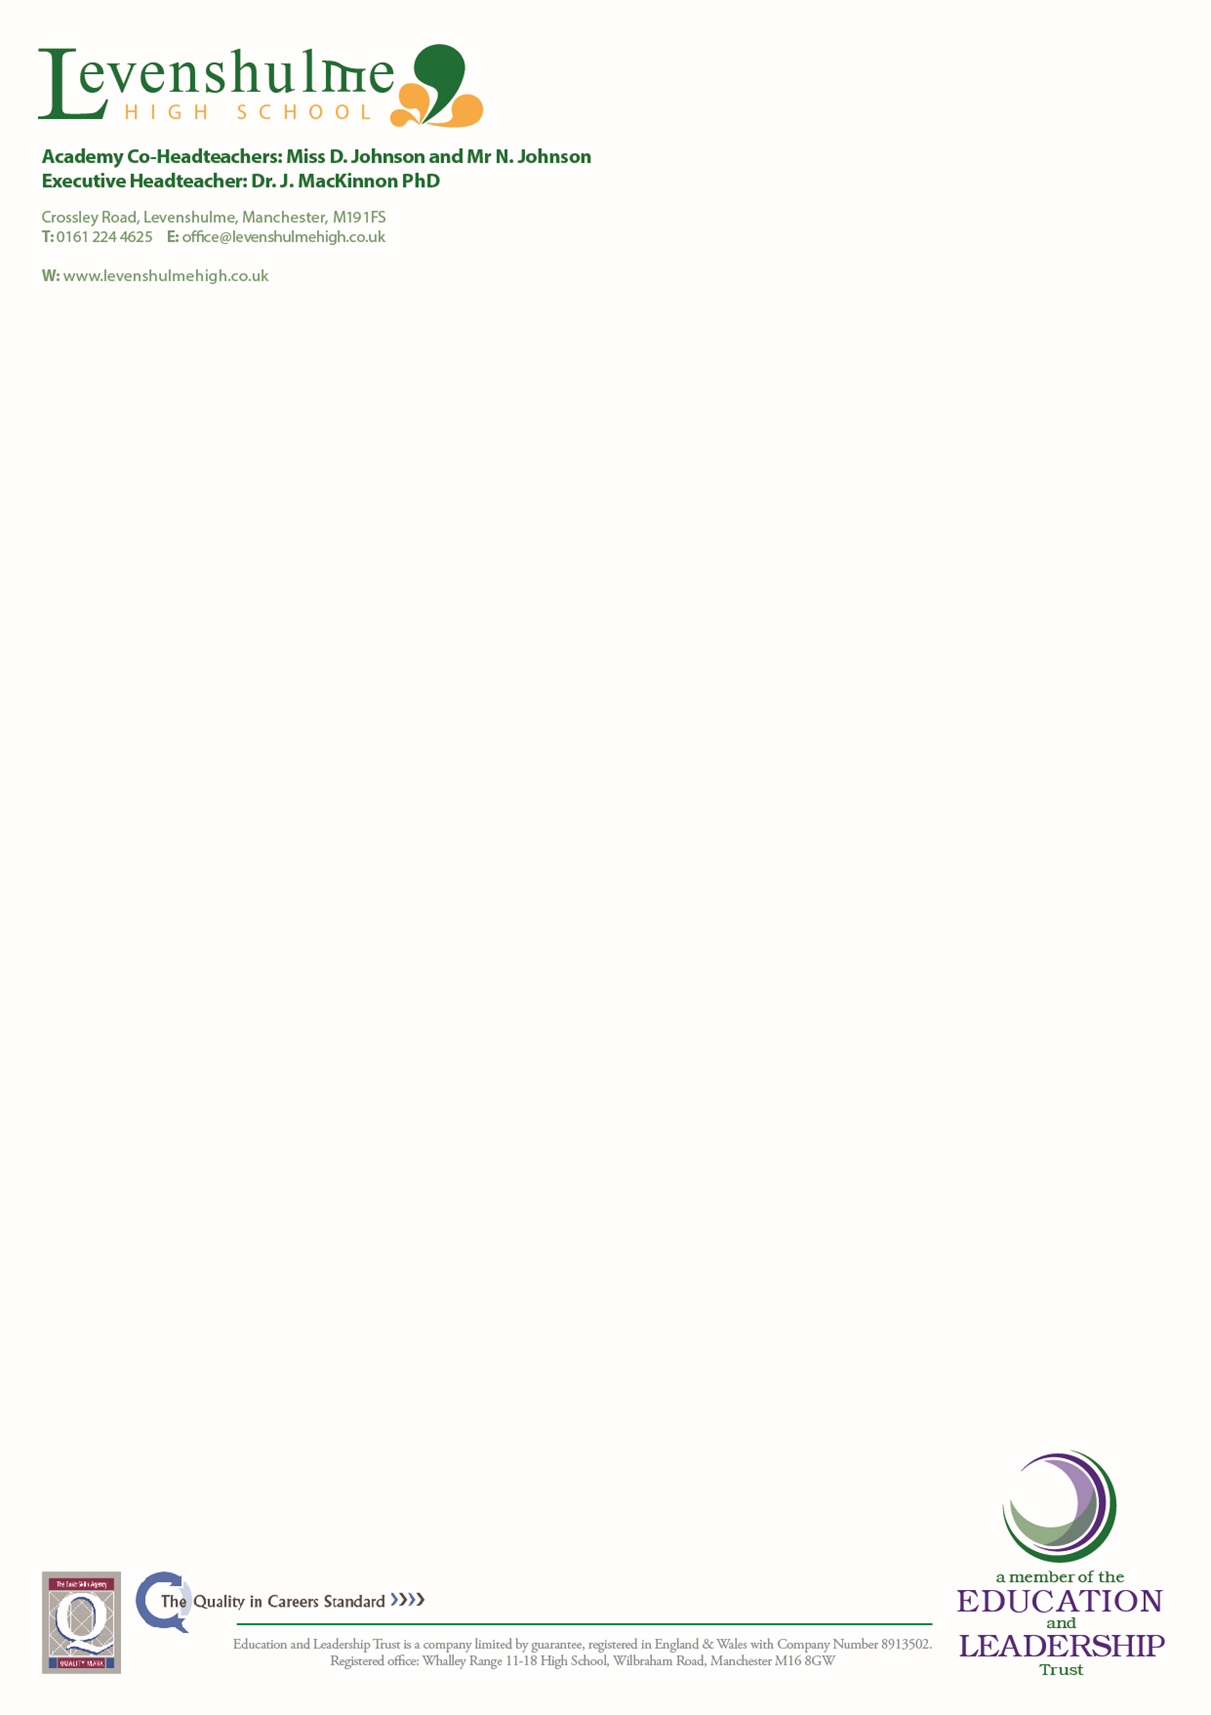 Levenshulme
HIGH SCHOOL
Academy Co-Headteachers: Miss D. Johnson and Mr N. Johnson
Executive Headteacher: Dr. J. MacKinnon PhD
Crossley Road, Levenshulme, Manchester, M19 1FS
T: 0161 224 4625 E: office@levenshulmehigh.co.uk
W: www.levenshulmehigh.co.uk
a member of the
EDUCATION
and
LEADERSHIP
Trust
The Basic Skills Agency
Q
QUALITY MARK
The Quality in Careers Standard
Education and Leadership Trust is a company limited by guarantee, registered in England & Wales with Company Number 8913502.
Registered office: Whalley Range 11-18 High School, Wilbraham Road, Manchester M16 8GW